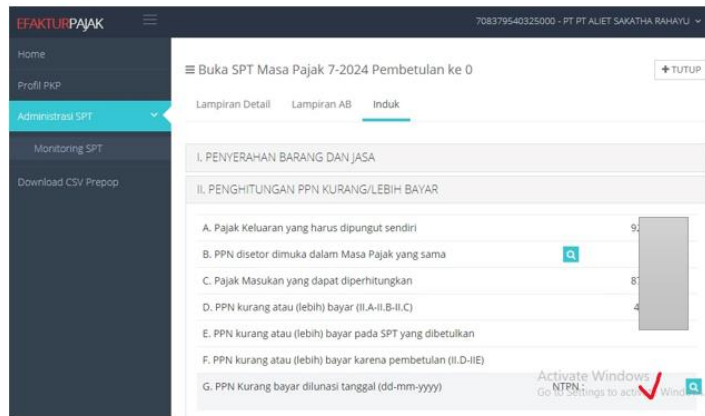 EFAKTURPAJAK
708379540325000 - PT PT ALIET SAKATHA RAHAYU
Home
Profil PKP
Administrasi SPT
Monitoring SPT
Download CSV Prepop
Buka SPT Masa Pajak 7-2024 Pembetulan ke 0
TUTUP
Lampiran Detail Lampiran AB Induk
I. PENYERAHAN BARANG DAN JASA
II. PENGHITUNGAN PPN KURANG/LEBIH BAYAR
A. Pajak Keluaran yang harus dipungut sendiri
B. PPN disetor dimuka dalam Masa Pajak yang sama
C. Pajak Masukan yang dapat diperhitungkan
D. PPN kurang atau (lebih) bayar (II.A-II.B-II.C)
E. PPN kurang atau (lebih) bayar pada SPT yang dibetulkan
F. PPN kurang atau (lebih) bayar karena pembetulan (II.D-IIE)
G. PPN Kurang bayar dilunasi tanggal (dd-mm-yyyy) NTPN :
Activate Windows
Go to Settings to